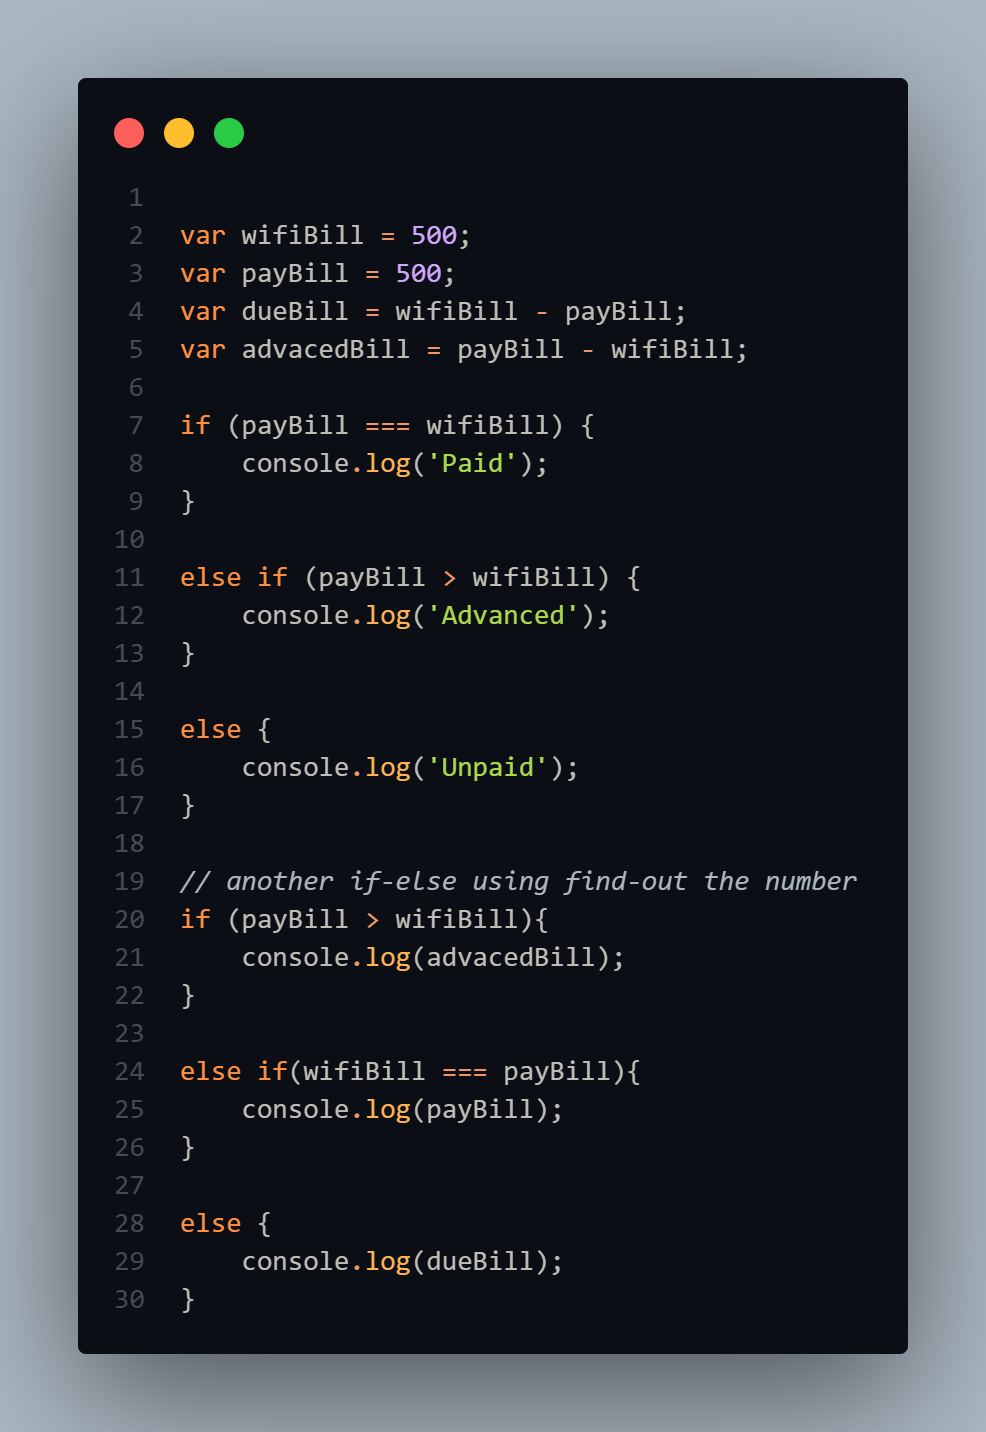 1
2 var wifiBill = 500;
3 var payBill = 500;
4 var dueBill = wifiBill - payBill;
5 var advacedBill = payBill - wifiBill;
6
7 if (payBill === wifiBill) {
8     console.log('Paid');
9 }
10
11 else if (payBill > wifiBill) {
12     console.log('Advanced');
13 }
14
15 else {
16     console.log('Unpaid');
17 }
18
19 // another if-else using find-out the number
20 if (payBill > wifiBill){
21     console.log(advacedBill);
22 }
23
24 else if(wifiBill === payBill){
25     console.log(payBill);
26 }
27
28 else {
29     console.log(dueBill);
30 }